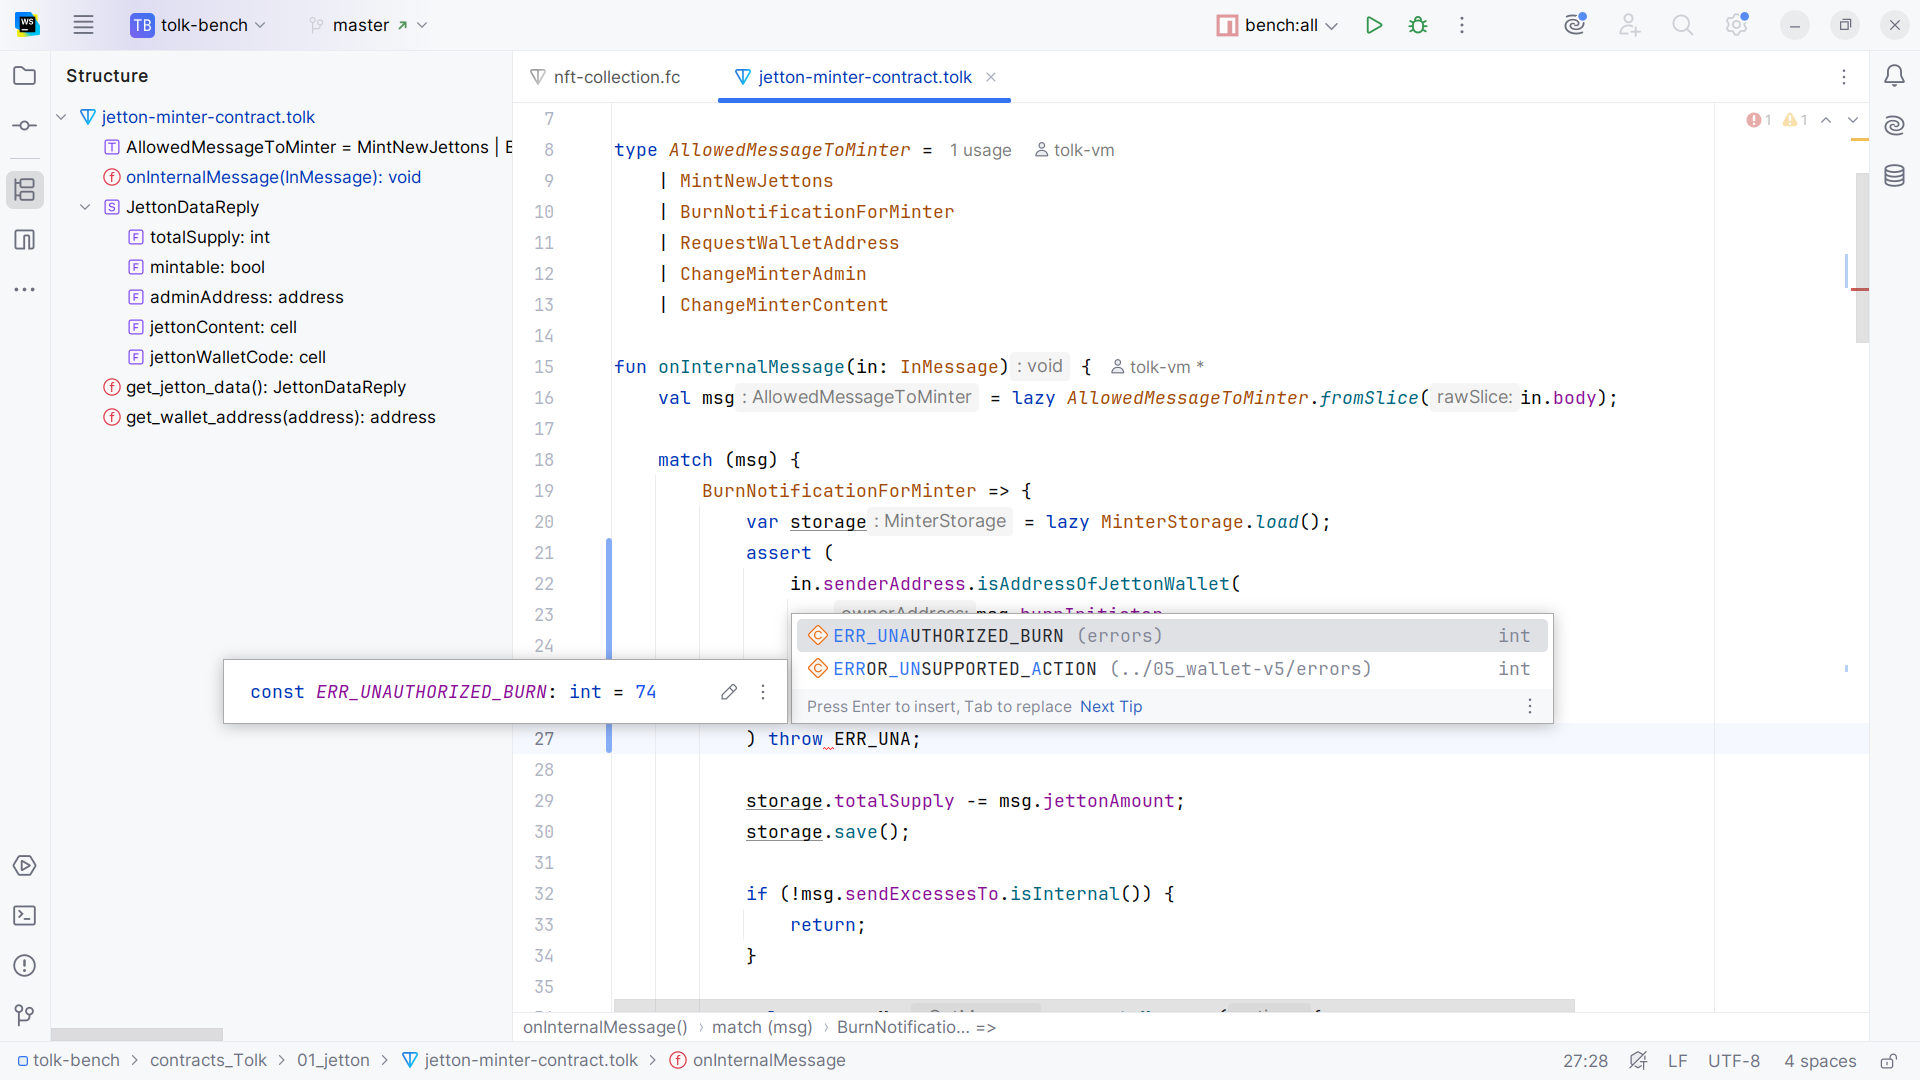 WS
TB tolk-bench master
bench:all
Structure
nft-collection.fc
jetton-minter-contract.tolk
jetton-minter-contract.tolk
T AllowedMessageToMinter = MintNewJettons | B
f onInternalMessage(InMessage): void
S JettonDataReply
F totalSupply: int
F mintable: bool
F adminAddress: address
F jettonContent: cell
F jettonWalletCode: cell
f get_jetton_data(): JettonDataReply
f get_wallet_address(address): address
1 1
7
8 type AllowedMessageToMinter = 1 usage tolk-vm
9 | MintNewJettons
10 | BurnNotificationForMinter
11 | RequestWalletAddress
12 | ChangeMinterAdmin
13 | ChangeMinterContent
14
15 fun onInternalMessage(in: InMessage) : void { tolk-vm *
16 val msg : AllowedMessageToMinter = lazy AllowedMessageToMinter.fromSlice( rawSlice: in.body);
17
18 match (msg) {
19 BurnNotificationForMinter => {
20 var storage : MinterStorage = lazy MinterStorage.load();
21 assert (
22 in.senderAddress.isAddressOfJettonWallet(
23 ownerAddress: msg.burnInitiator
24
C ERR_UNAUTHORIZED_BURN (errors) int
C ERROR_UNSUPPORTED_ACTION (../05_wallet-v5/errors) int
Press Enter to insert, Tab to replace Next Tip
const ERR_UNAUTHORIZED_BURN: int = 74
27 ) throw ERR_UNA;
28
29 storage.totalSupply -= msg.jettonAmount;
30 storage.save();
31
32 if (!msg.sendExcessesTo.isInternal()) {
33 return;
34 }
35
onInternalMessage() › match (msg) › BurnNotificatio... =>
tolk-bench > contracts_Tolk > 01_jetton > jetton-minter-contract.tolk > f onInternalMessage
27:28 LF UTF-8 4 spaces